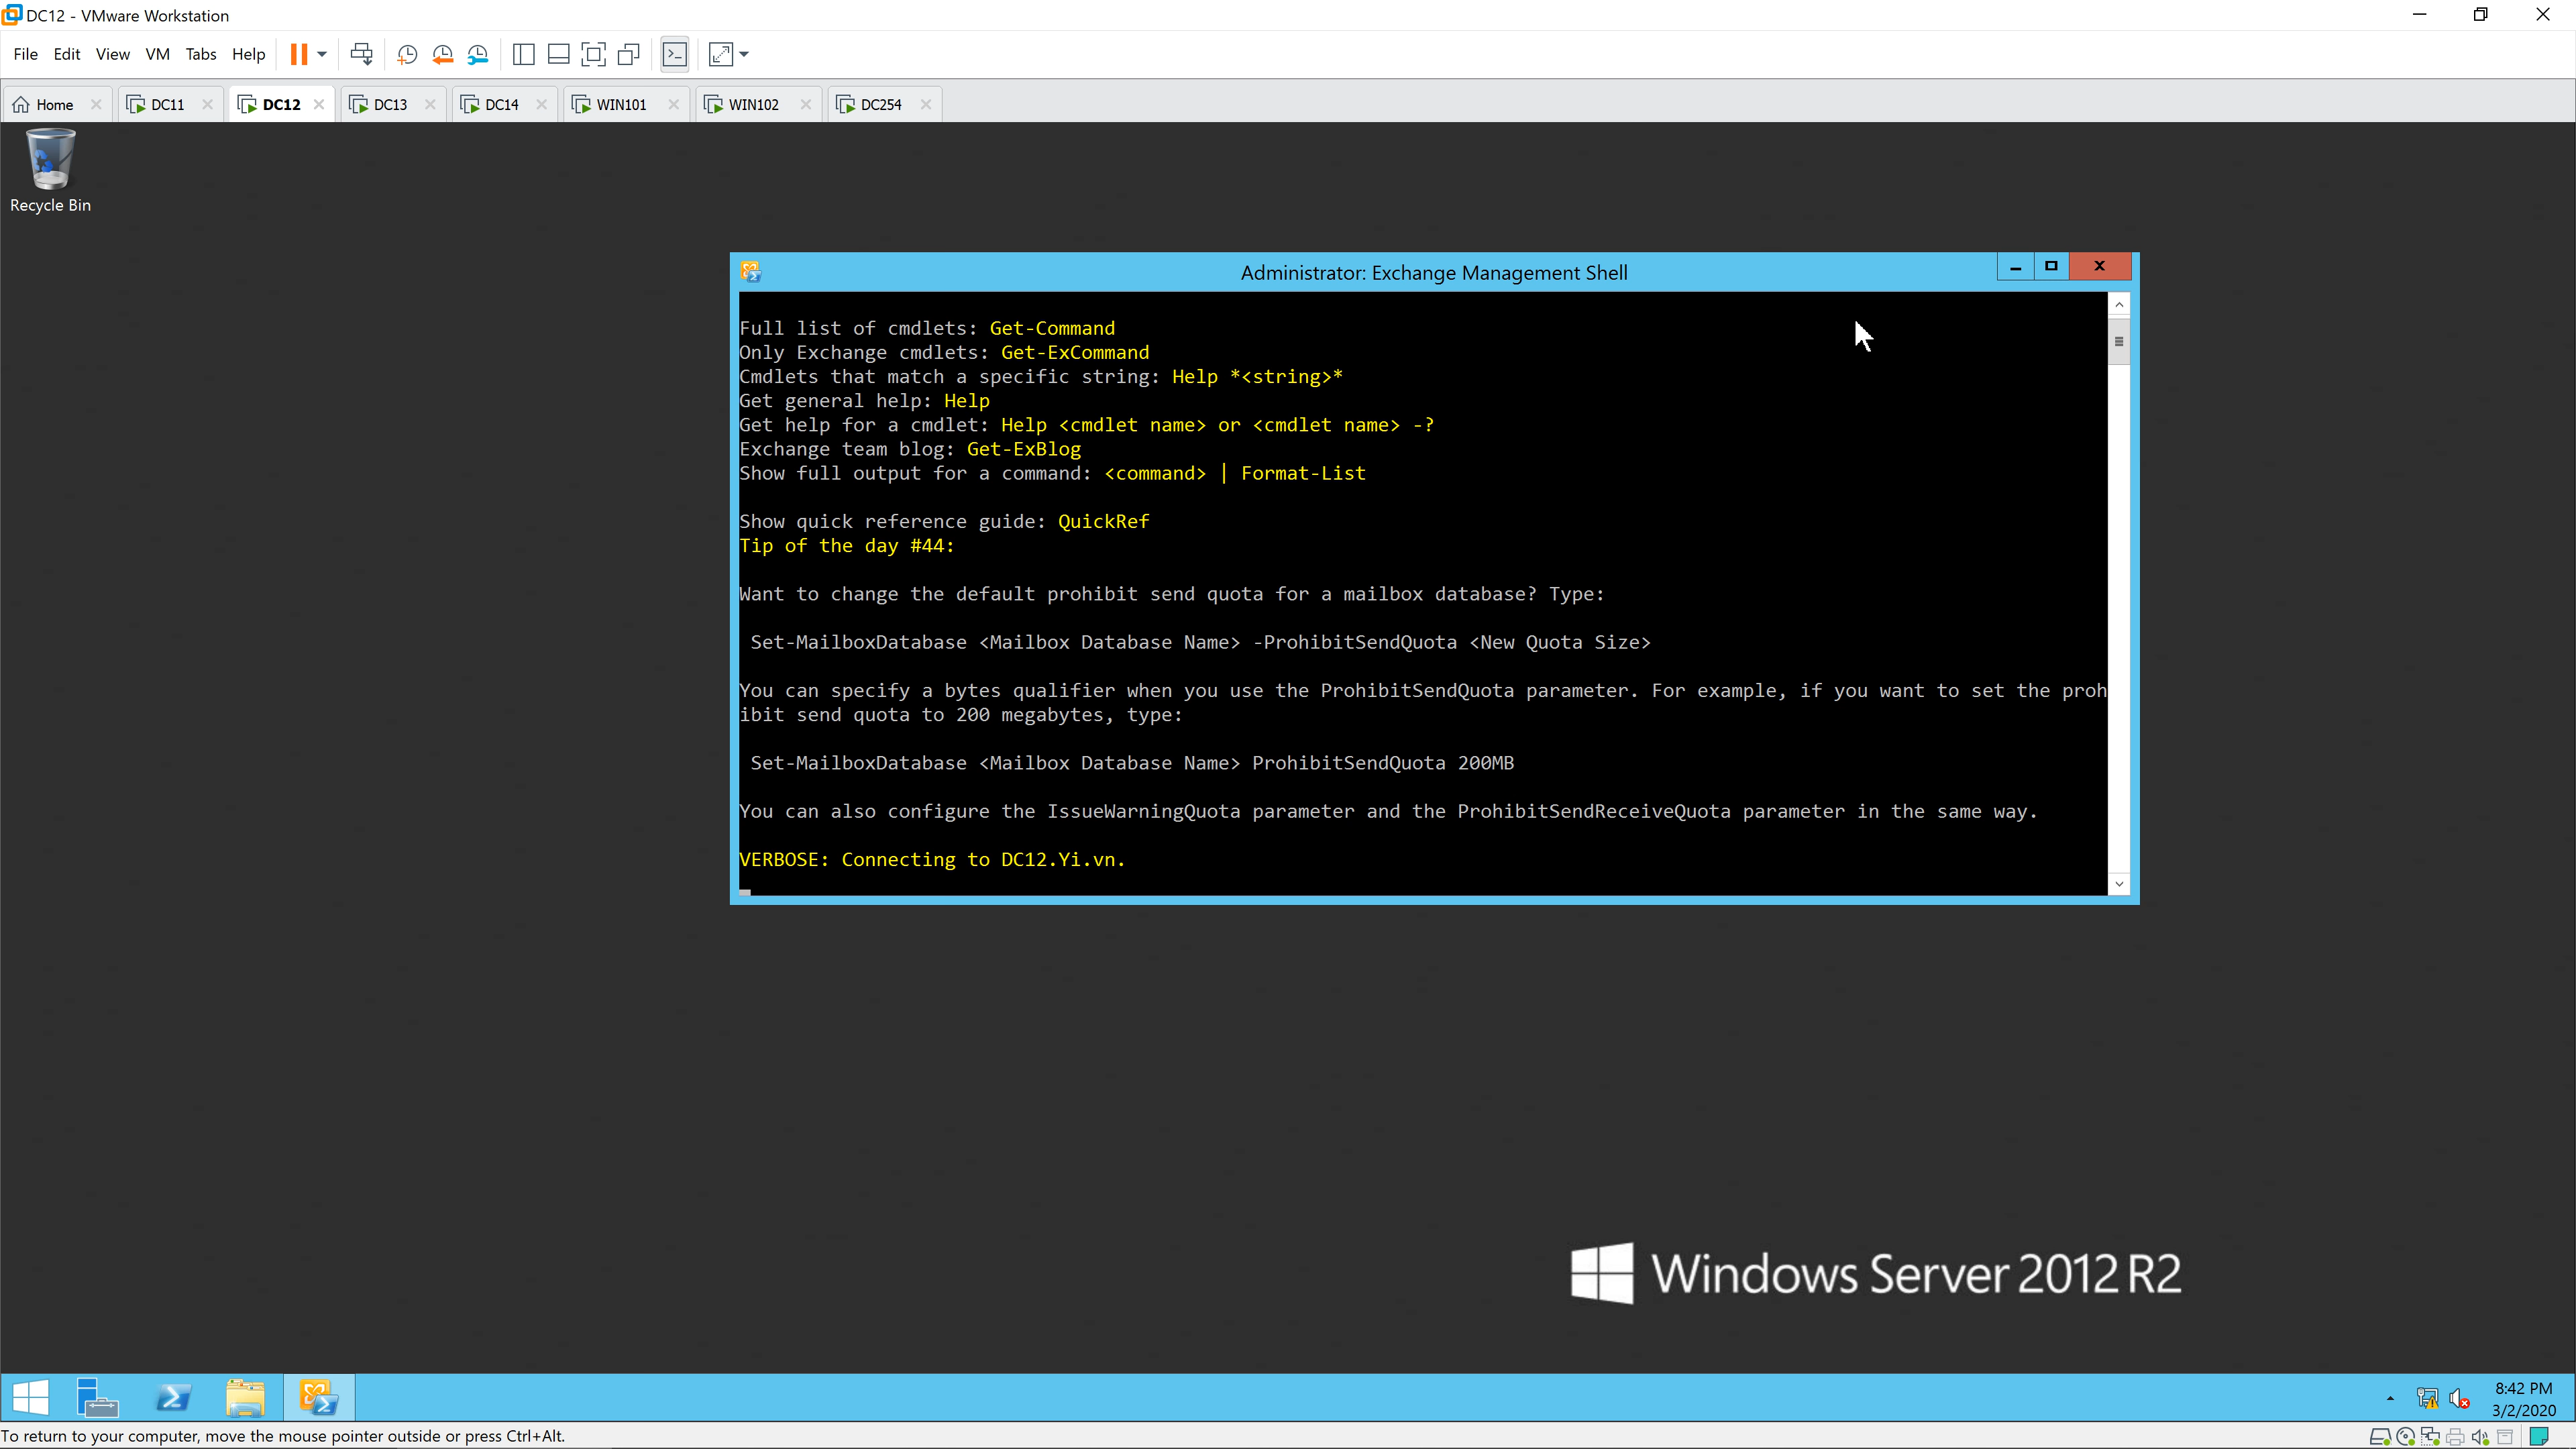 DC12 - VMware Workstation
File Edit View VM Tabs Help
Home DC11 DC12 DC13 DC14 WIN101 WIN102 DC254
Recycle Bin
Administrator: Exchange Management Shell
Full list of cmdlets: Get-Command
Only Exchange cmdlets: Get-ExCommand
Cmdlets that match a specific string: Help *<string>*
Get general help: Help
Get help for a cmdlet: Help <cmdlet name> or <cmdlet name> -?
Exchange team blog: Get-ExBlog
Show full output for a command: <command> | Format-List
Show quick reference guide: QuickRef
Tip of the day #44:
Want to change the default prohibit send quota for a mailbox database? Type:
Set-MailboxDatabase <Mailbox Database Name> -ProhibitSendQuota <New Quota Size>
You can specify a bytes qualifier when you use the ProhibitSendQuota parameter. For example, if you want to set the proh
ibit send quota to 200 megabytes, type:
Set-MailboxDatabase <Mailbox Database Name> ProhibitSendQuota 200MB
You can also configure the IssueWarningQuota parameter and the ProhibitSendReceiveQuota parameter in the same way.
VERBOSE: Connecting to DC12.Yi.vn.
Windows Server 2012 R2
8:42 PM
3/2/2020
To return to your computer, move the mouse pointer outside or press Ctrl+Alt.